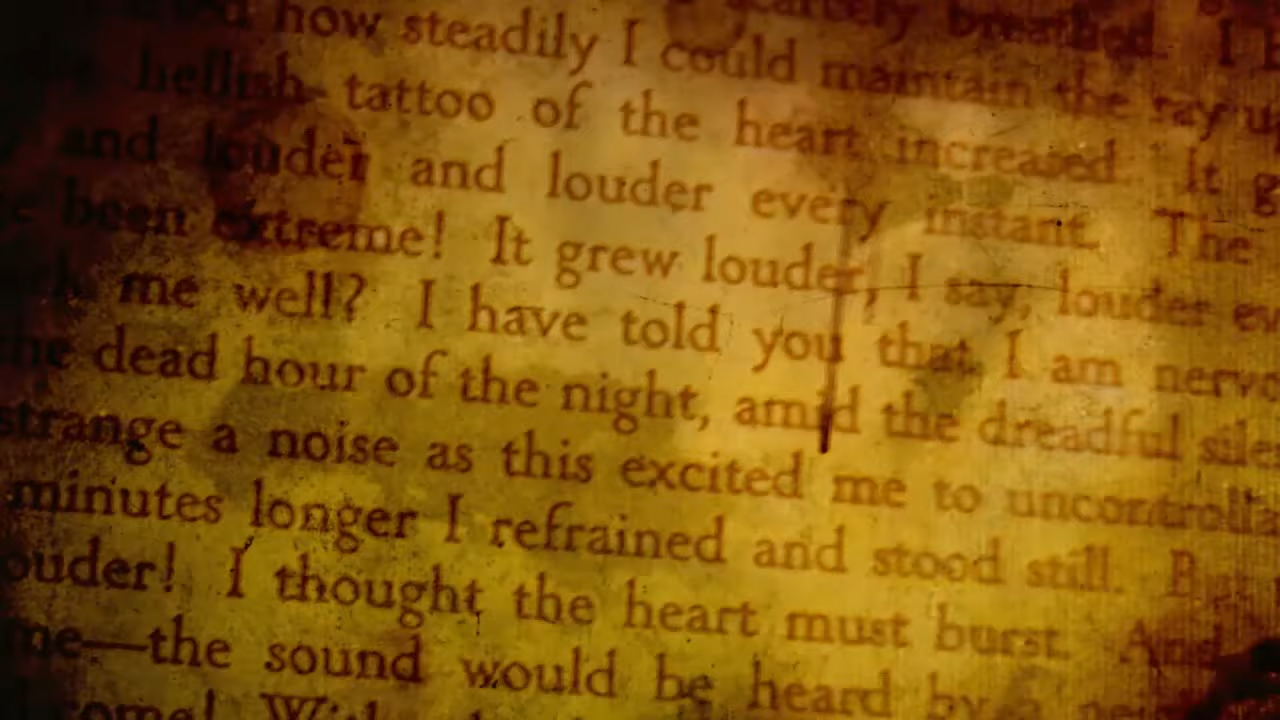 how steadily I could maintain the ray
hellish tattoo of the heart increased. It
and louder and louder every instant. The
been extreme! It grew louder, I say, louder
me well? I have told you that I am
the dead hour of the night, amid the dreadful
strange a noise as this excited me to
minutes longer I refrained and stood still. But
ouder! I thought the heart must burst. And
me—the sound would be heard by a
come!